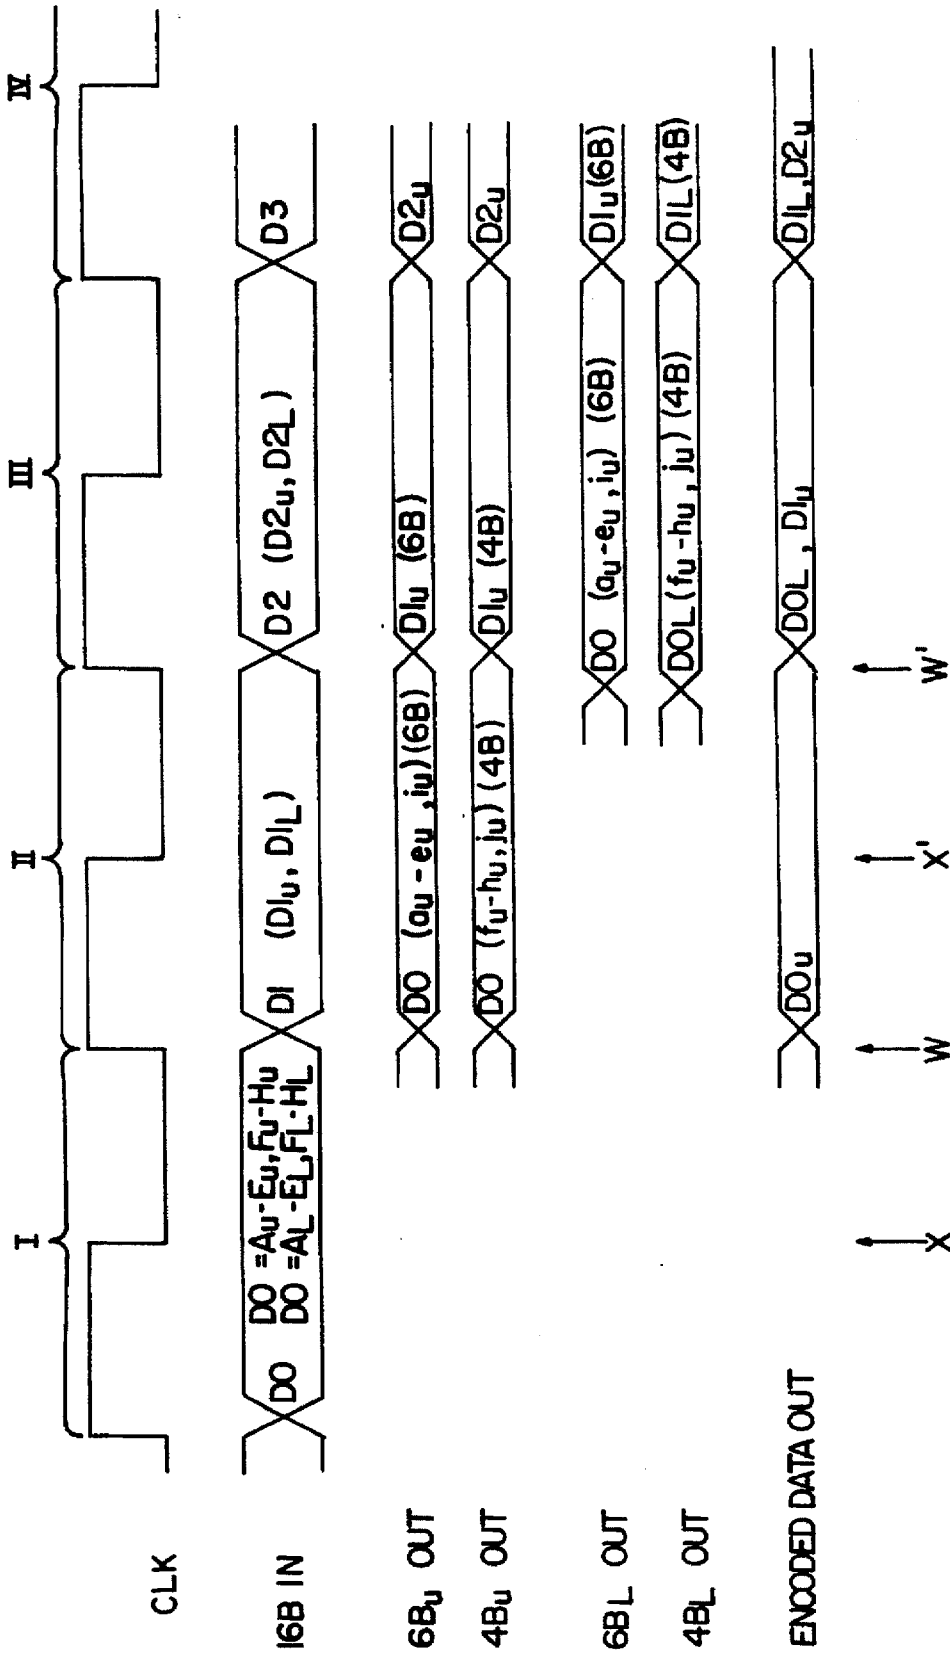 I II III IV
CLK
16B IN DO DO =Au-Eu,Fu-Hu DI (DIu, DIL) D2 (D2u, D2L) D3
DO =AL-EL,FL-HL
6Bu OUT DO (au-eu,iu)(6B) DIu (6B) D2u
4Bu OUT DO (fu-hu,ju)(4B) DIu (4B) D2u
6BL OUT DO (au-eu,iu) (6B) DIu(6B)
4BL OUT DOL(fu-hu,ju)(4B) DIL(4B)
ENCODED DATA OUT DOu DOL, DIu DIL,D2u
X W X' W'